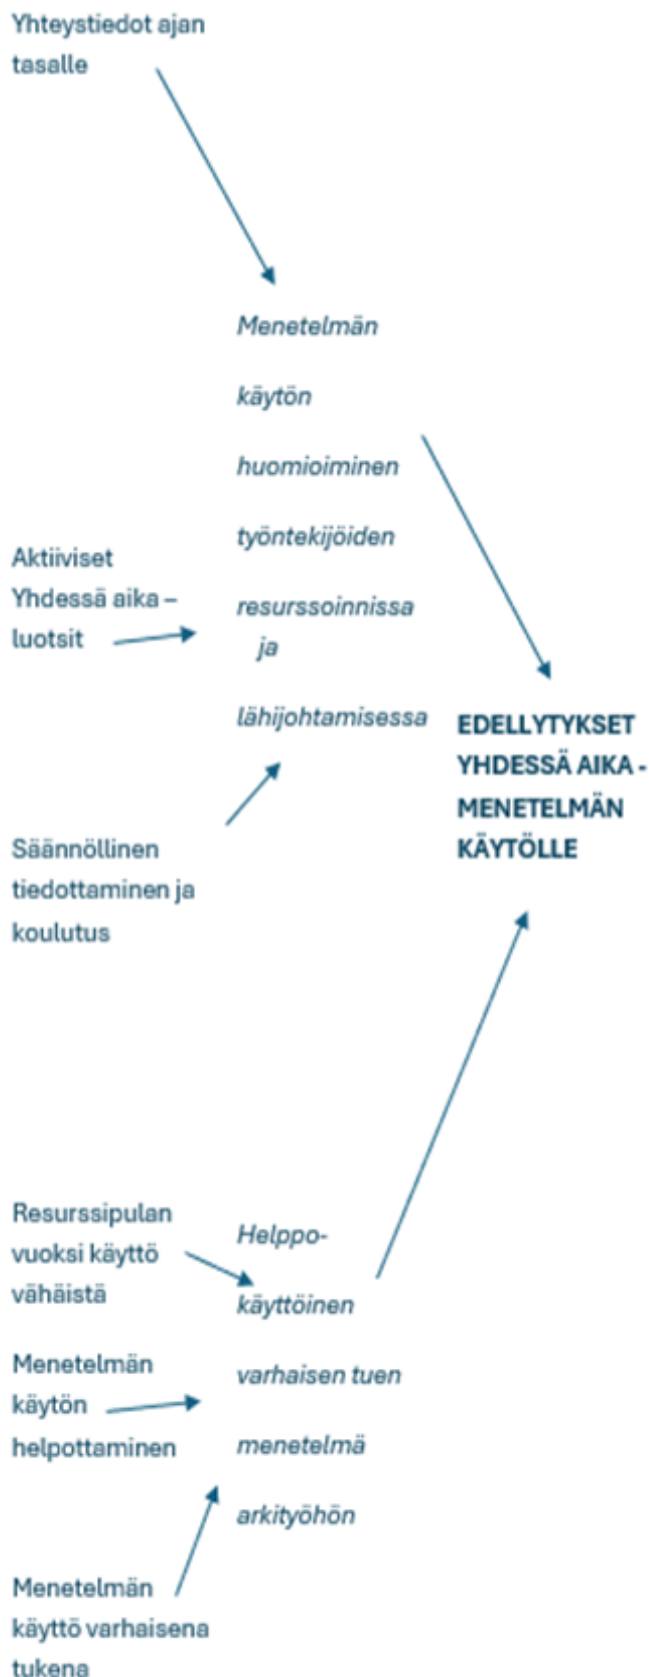 Yhteystiedot ajan
tasalle
Menetelmän
käytön
huomioiminen
työntekijöiden
resurssoinnissa
ja
lähijohtamisessa
Aktiiviset
Yhdessä aika –
luotsit
Säännöllinen
tiedottaminen ja
koulutus
EDELLYTYKSET
YHDESSÄ AIKA -
MENETELMÄN
KÄYTÖLLE
Resurssipulan
vuoksi käyttö
vähäistä
Menetelmän
käytön
helpottaminen
Menetelmän
käyttö varhaisena
tukena
Helppo-
käyttöinen
varhaisen tuen
menetelmä
arkityöhön